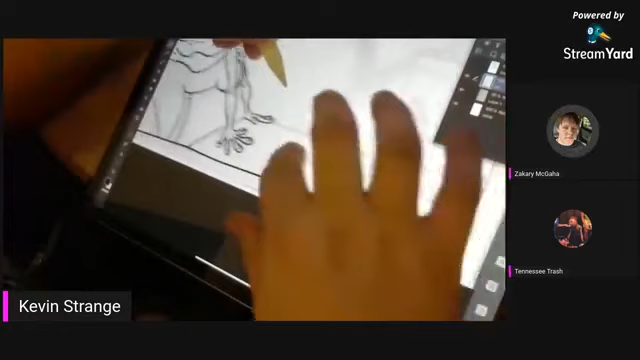 Powered by
StreamYard
Zakary McGaha
Tennessee Trash
Kevin Strange